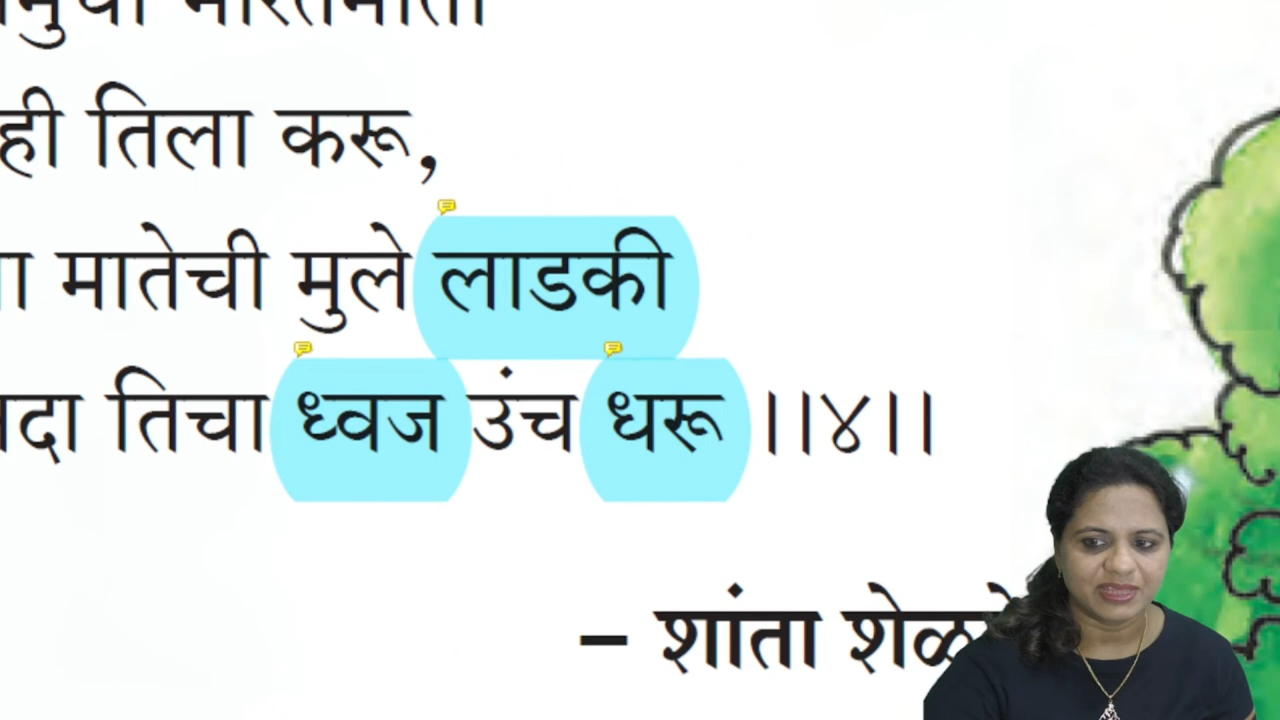 ही तिला करू,
मातेची मुले लाडकी
तिचा ध्वज उंच धरू ।।४।।
– शांता